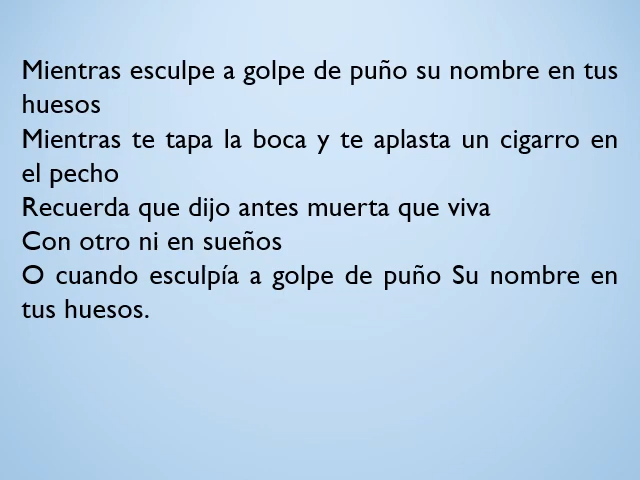 Mientras esculpe a golpe de puño su nombre en tus
huesos
Mientras te tapa la boca y te aplasta un cigarro en
el pecho
Recuerda que dijo antes muerta que viva
Con otro ni en sueños
O cuando esculpía a golpe de puño Su nombre en
tus huesos.